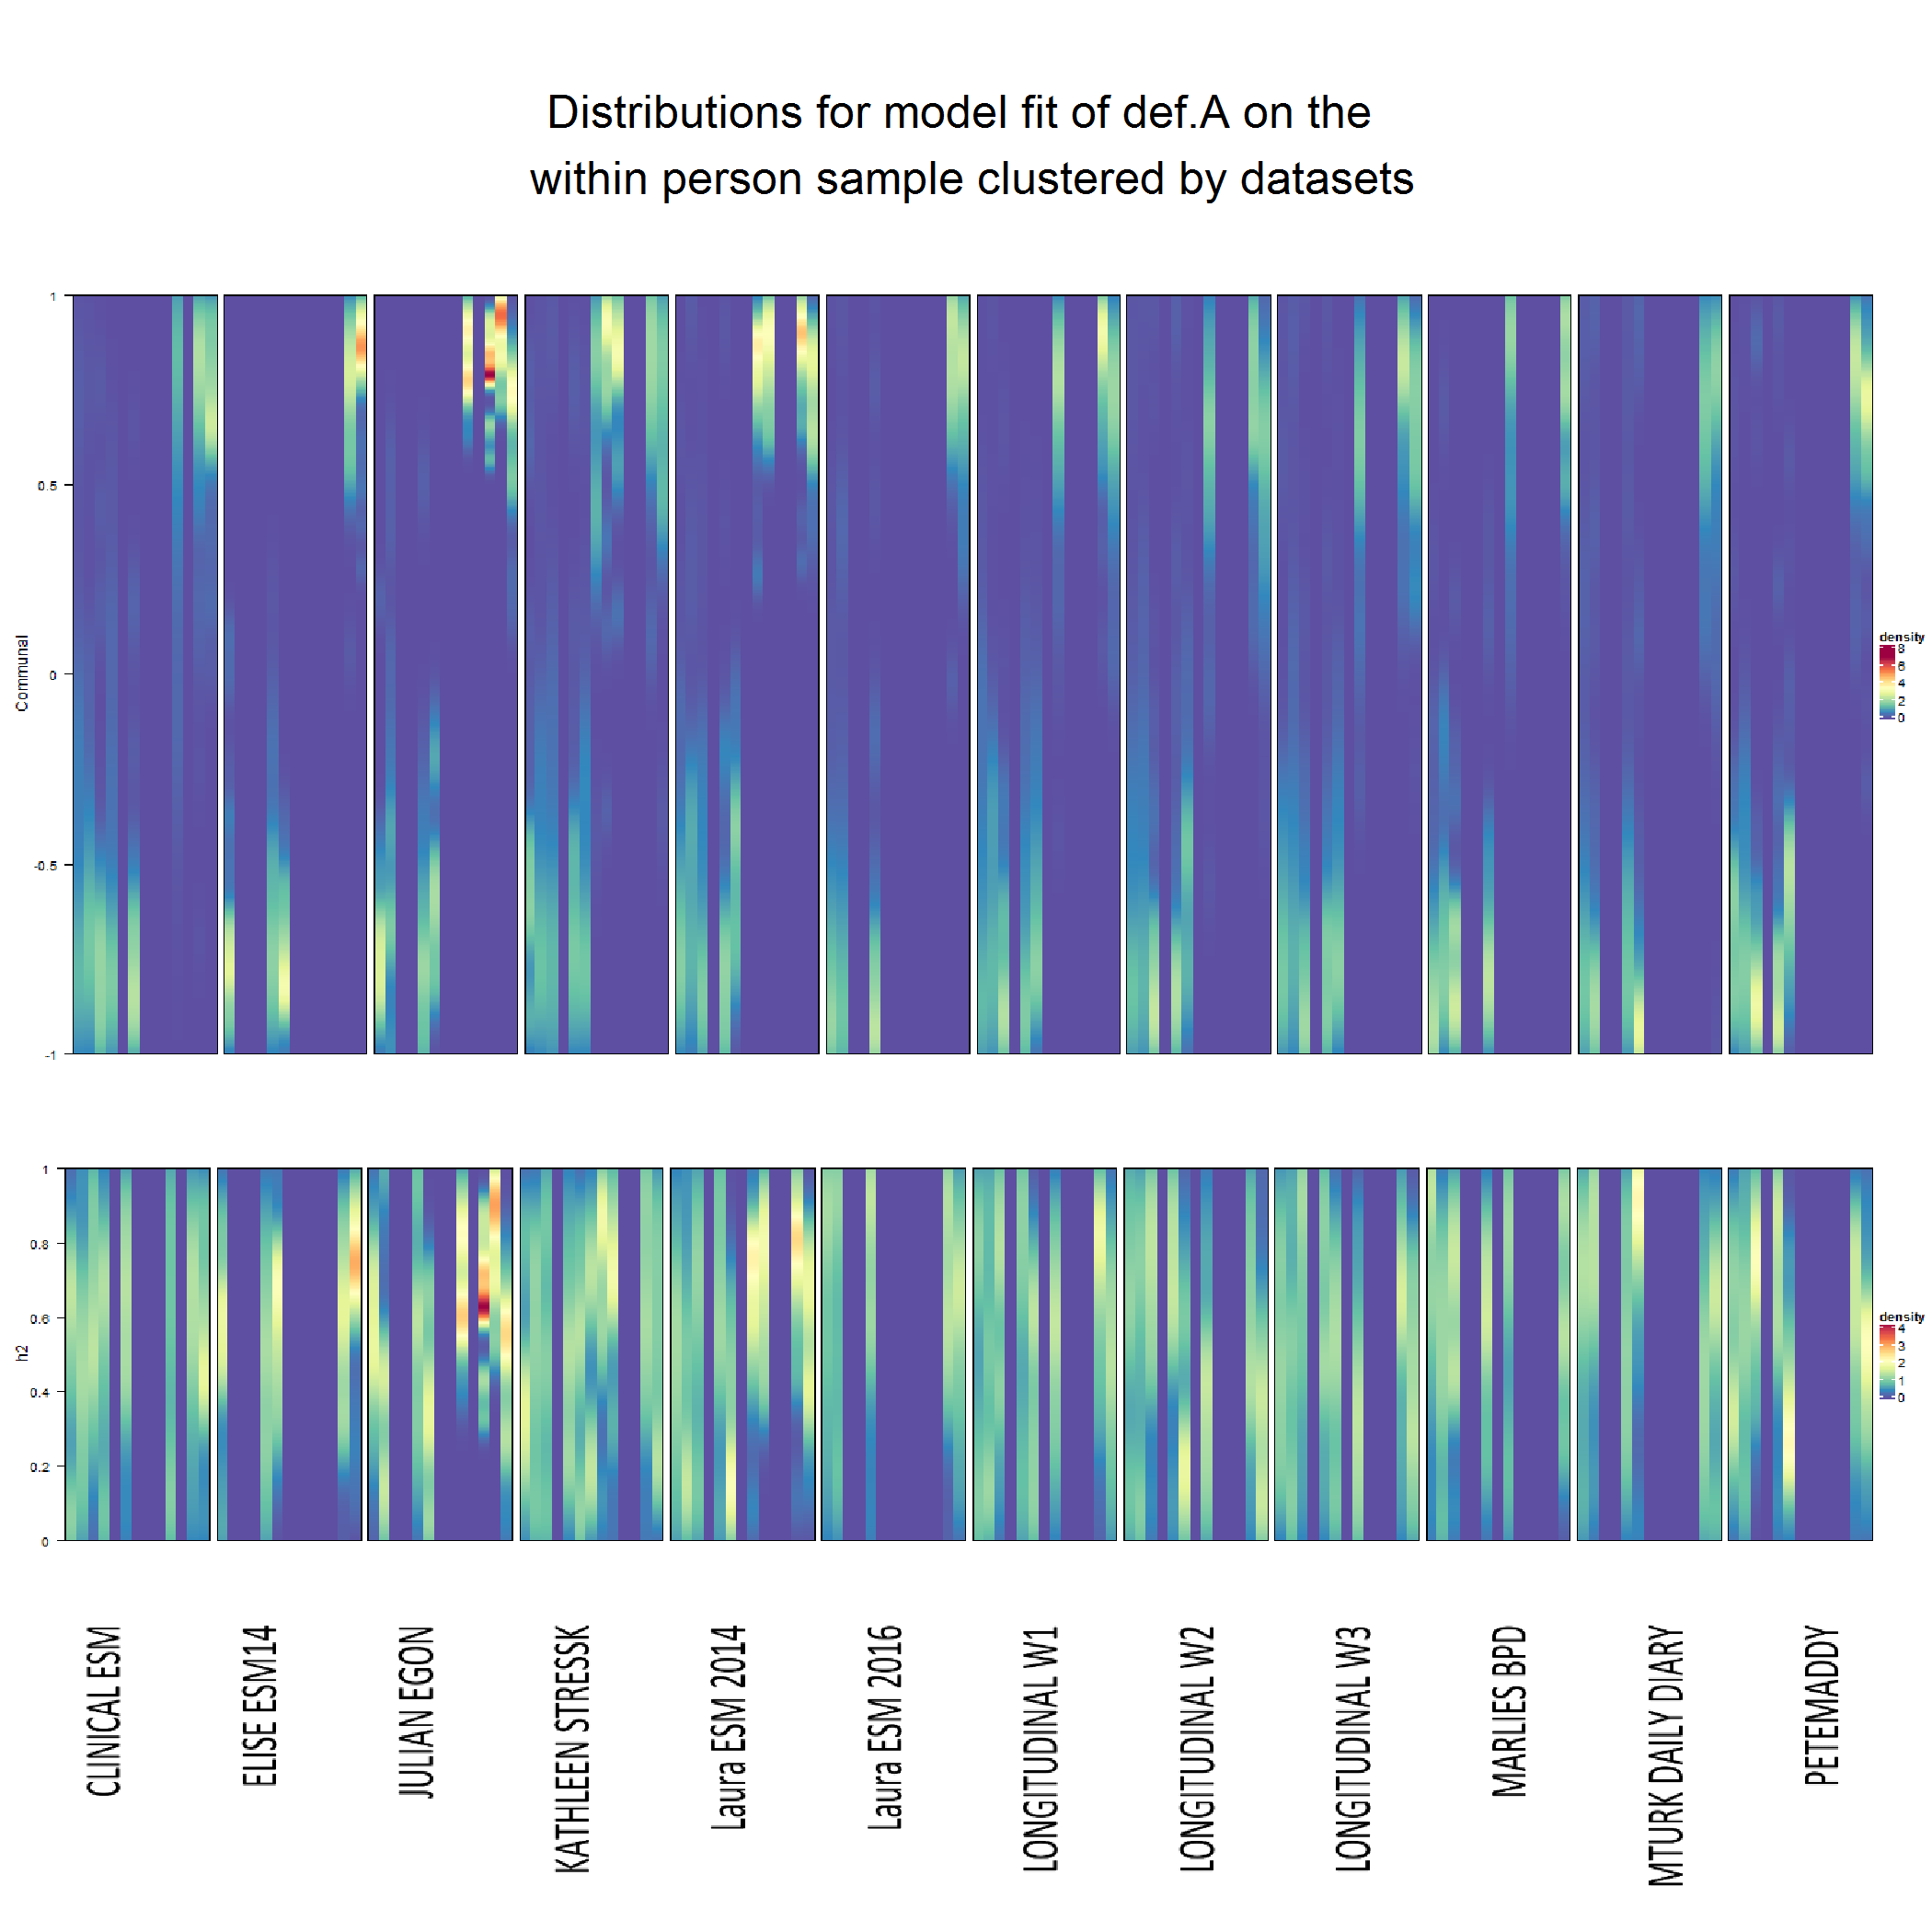 Distributions for model fit of def.A on the
within person sample clustered by datasets
1
0.5
0
-0.5
-1
Communal
density
8
6
4
2
0
1
0.8
0.6
0.4
0.2
0
h2
density
4
3
2
1
0
CLINICAL ESM
ELISE ESM14
JULIAN EGON
KATHLEEN STRESSK
Laura ESM 2014
Laura ESM 2016
LONGITUDINAL W1
LONGITUDINAL W2
LONGITUDINAL W3
MARLIES BPD
MTURK DAILY DIARY
PETEMADDY